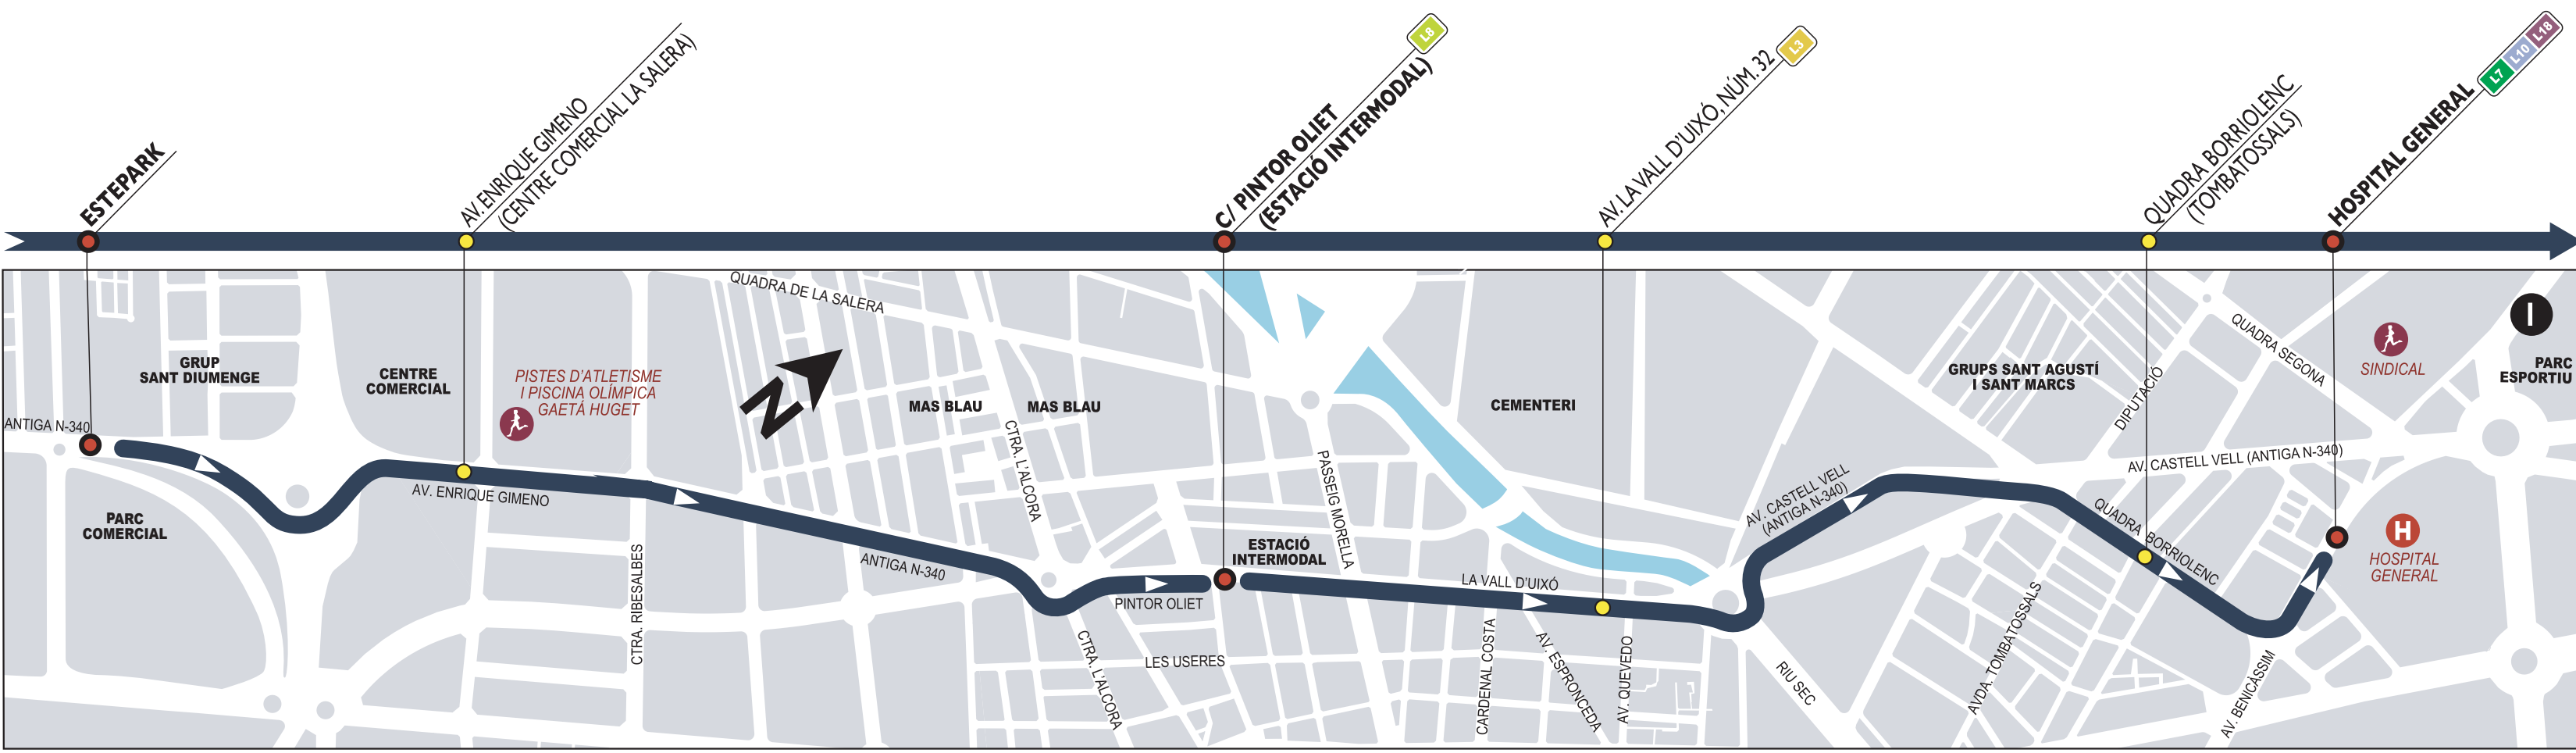 ESTEPARK
AV. ENRIQUE GIMENO
(CENTRE COMERCIAL LA SALERA)
C/ PINTOR OLIET
(ESTACIÓ INTERMODAL)
L8
AV. LA VALL D'UIXÓ, NÚM. 32
L3
QUADRA BORRIOLENC
(TOMBATOSSALS)
HOSPITAL GENERAL
L7 L10 L18
QUADRA DE LA SALERA
GRUP
SANT DIUMENGE
CENTRE
COMERCIAL
PISTES D'ATLETISME
I PISCINA OLÍMPICA
GAETÁ HUGET
N
MAS BLAU
MAS BLAU
CEMENTERI
GRUPS SANT AGUSTÍ
I SANT MARCS
DIPUTACIÓ
QUADRA SEGONA
SINDICAL
I
PARC
ESPORTIU
ANTIGA N-340
AV. ENRIQUE GIMENO
CTRA. L'ALCORA
PASSEIG MORELLA
AV. CASTELL VELL
(ANTIGA N-340)
AV. CASTELL VELL (ANTIGA N-340)
PARC
COMERCIAL
CTRA. RIBESALBES
ANTIGA N-340
ESTACIÓ
INTERMODAL
PINTOR OLIET
LA VALL D'UIXÓ
QUADRA BORRIOLENC
H
HOSPITAL
GENERAL
CTRA. L'ALCORA
LES USERES
CARDENAL COSTA
AV. ESPRONCEDA
AV. QUEVEDO
RIU SEC
AVDA. TOMBATOSSALS
AV. BENICÀSSIM